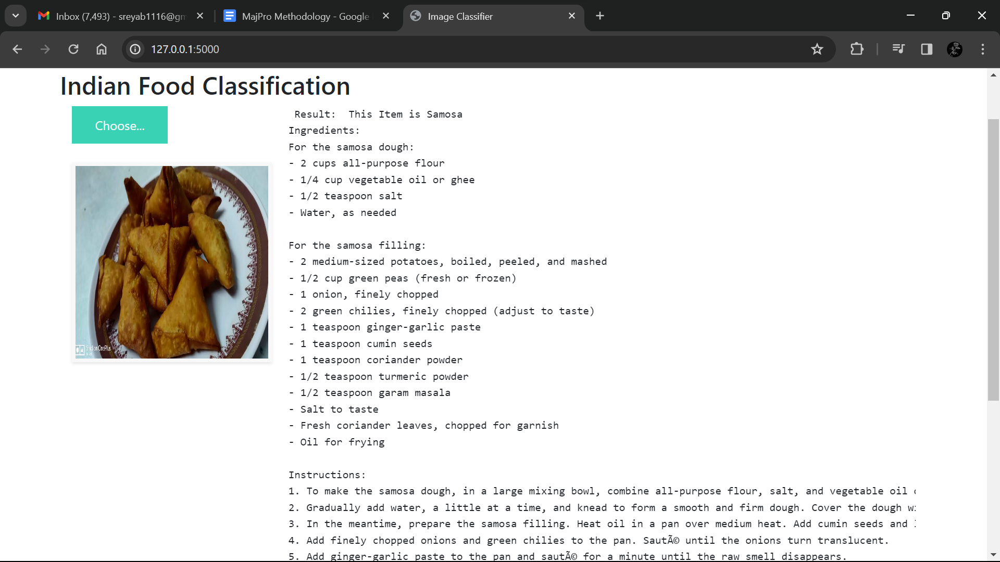 Inbox (7,493) - sreyab1116@gm
MajPro Methodology - Google
Image Classifier
127.0.0.1:5000
Indian Food Classification
Choose...
Result:  This Item is Samosa
Ingredients:
For the samosa dough:
- 2 cups all-purpose flour
- 1/4 cup vegetable oil or ghee
- 1/2 teaspoon salt
- Water, as needed
For the samosa filling:
- 2 medium-sized potatoes, boiled, peeled, and mashed
- 1/2 cup green peas (fresh or frozen)
- 1 onion, finely chopped
- 2 green chilies, finely chopped (adjust to taste)
- 1 teaspoon ginger-garlic paste
- 1 teaspoon cumin seeds
- 1 teaspoon coriander powder
- 1/2 teaspoon turmeric powder
- 1/2 teaspoon garam masala
- Salt to taste
- Fresh coriander leaves, chopped for garnish
- Oil for frying
Shot on OnePlus
Instructions:
1. To make the samosa dough, in a large mixing bowl, combine all-purpose flour, salt, and vegetable oil
2. Gradually add water, a little at a time, and knead to form a smooth and firm dough. Cover the dough
3. In the meantime, prepare the samosa filling. Heat oil in a pan over medium heat. Add cumin seeds and
4. Add finely chopped onions and green chilies to the pan. SautÃ© until the onions turn translucent.
5. Add ginger-garlic paste to the pan and sautÃ© for a minute until the raw smell disappears.